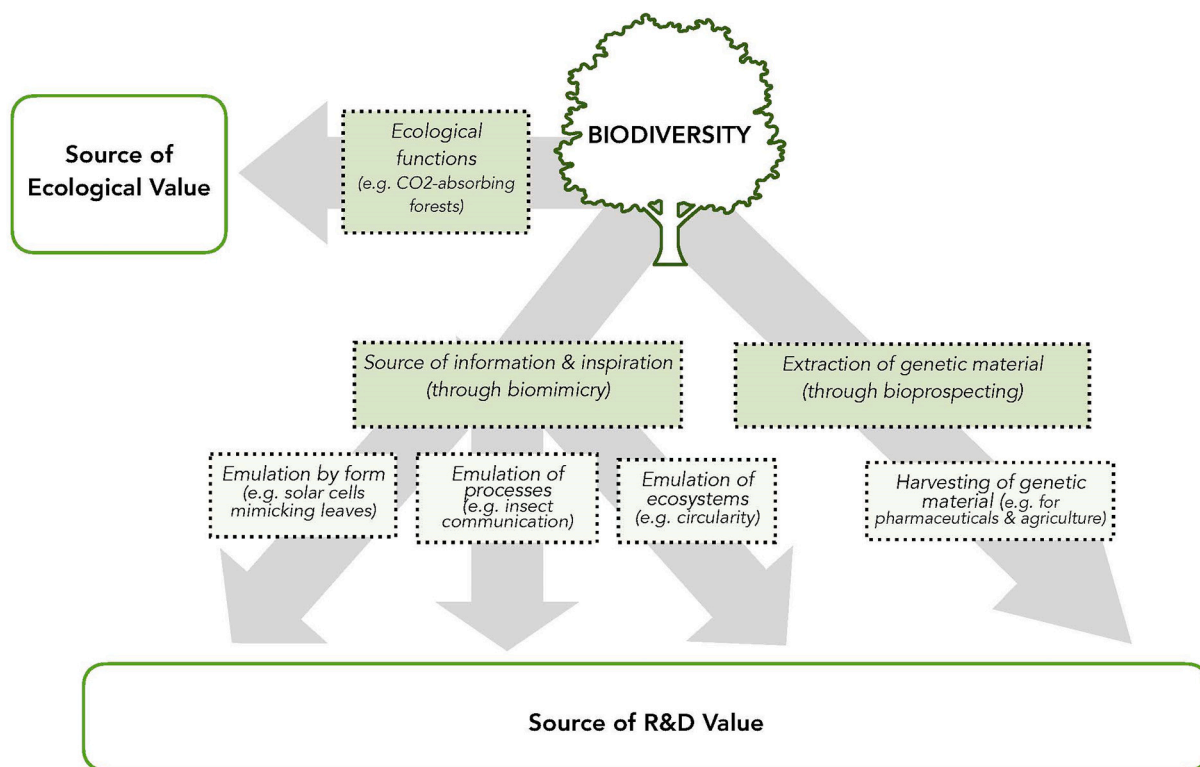 BIODIVERSITY
Source of
Ecological Value
Ecological
functions
(e.g. CO2-absorbing
forests)
Source of information & inspiration
(through biomimicry)
Extraction of genetic material
(through bioprospecting)
Emulation by form
(e.g. solar cells
mimicking leaves)
Emulation of
processes
(e.g. insect
communication)
Emulation of
ecosystems
(e.g. circularity)
Harvesting of genetic
material (e.g. for
pharmaceuticals & agriculture)
Source of R&D Value